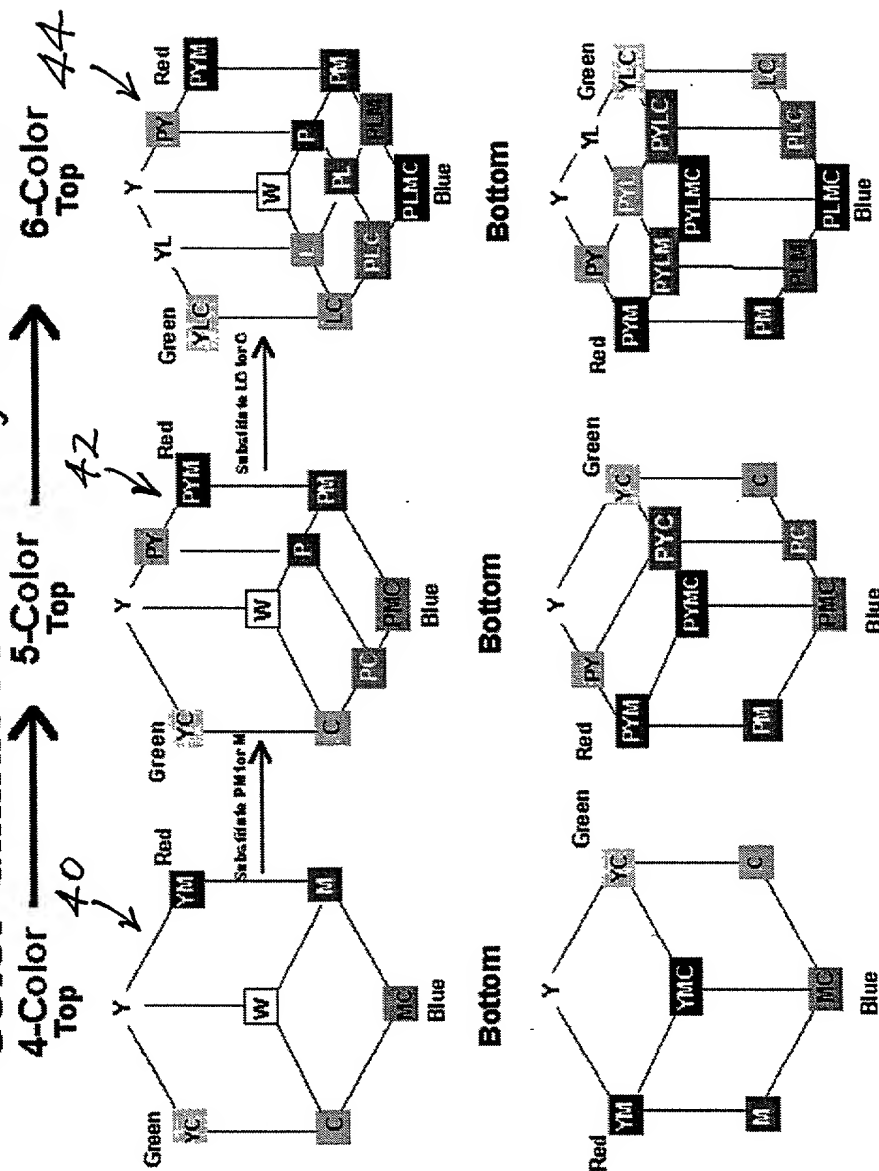 4-Color
Top
5-Color
Top
6-Color
Top
40
42
44
Y
Green
YC
Red
YM
W
C
M
MC
Blue
Substitute PM for M
Y
Green
YC
PY
Red
PYM
W
P
C
PM
PC
PMC
Blue
Substitute LC for C
Y
YL
PY
Green
YLC
Red
PYM
W
P
L
PL
LC
PM
PLC
PLM
PLMC
Blue
Bottom
Y
Red
YM
Green
YC
YMC
M
C
MC
Blue
Bottom
Y
PY
Red
PYM
Green
YC
PYC
PYMC
PM
C
PC
PMC
Blue
Bottom
Y
PY
YL
Red
PYM
Green
YLC
PYL
PYLM
PYLC
PYLMC
PM
LC
PLM
PLC
PLMC
Blue